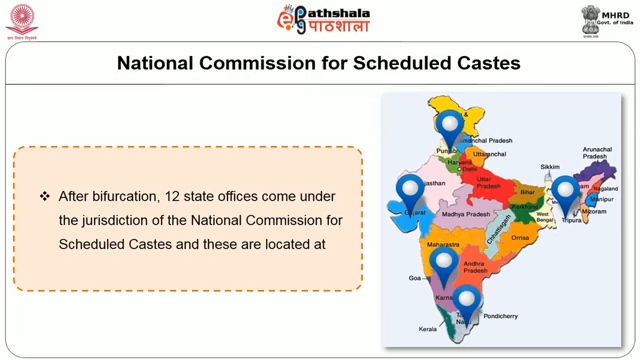 ePathshala
पाठशाला
MHRD
Govt. of India
National Commission for Scheduled Castes
❖ After bifurcation, 12 state offices come under
the jurisdiction of the National Commission for
Scheduled Castes and these are located at
Punjab
Haryana
Delhi
Uttaranchal
Arunachal
Pradesh
Sikkim
Nagaland
Manipur
Mizoram
Tripura
Uttar
Pradesh
Bihar
West
Bengal
Gujarat
Madhya Pradesh
Chhattisgarh
Orrisa
Maharastra
Andhra
Pradesh
Goa
Pondicherry
Kerala